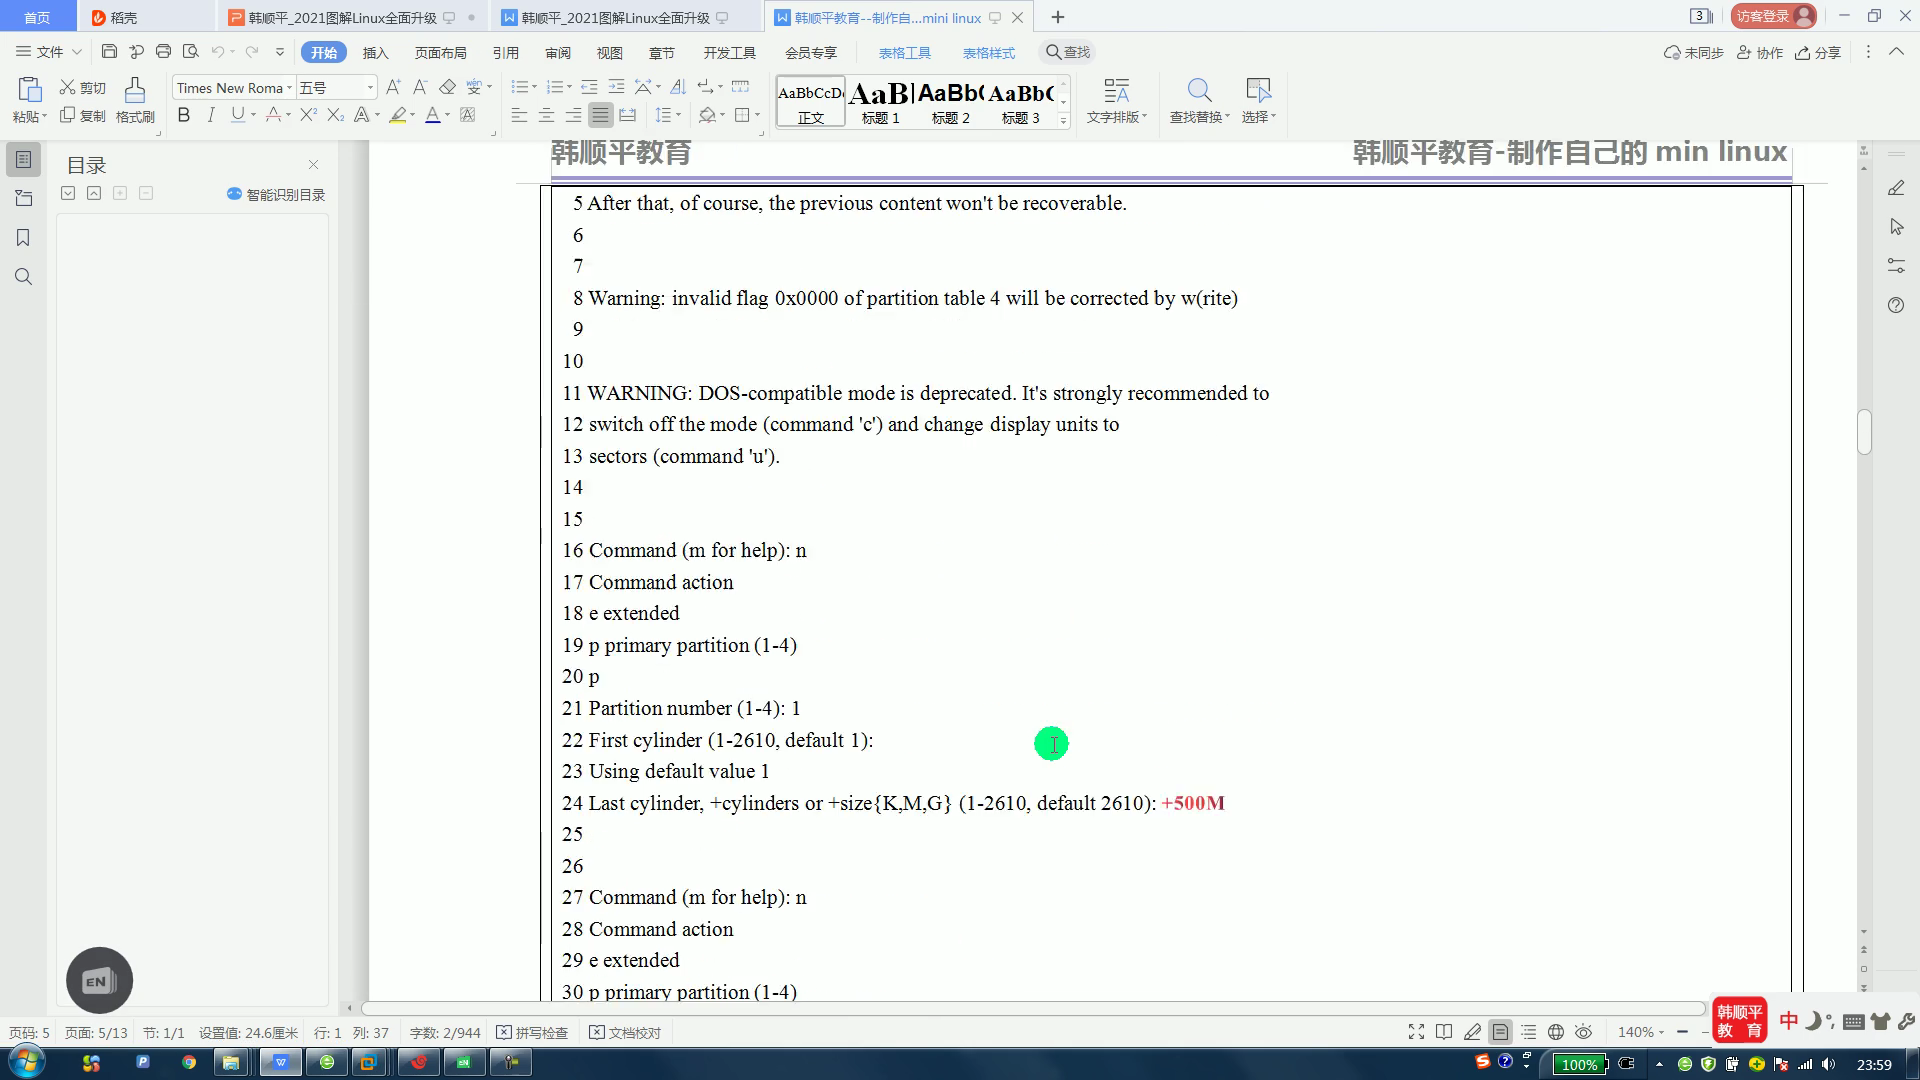 首页 稻壳 韩顺平_2021图解Linux全面升级 韩顺平_2021图解Linux全面升级 韩顺平教育--制作自...mini linux 3 访客登录
文件 开始 插入 页面布局 引用 审阅 视图 章节 开发工具 会员专享 表格工具 表格样式 查找 未同步 协作 分享
粘贴 剪切 复制 格式刷 Times New Roma 五号 AaBbCcD 正文 AaBl 标题 1 AaBb( 标题 2 AaBb( 标题 3 文字排版 查找替换 选择
目录
智能识别目录
韩顺平教育 韩顺平教育-制作自己的 min linux
5 After that, of course, the previous content won't be recoverable.
6
7
8 Warning: invalid flag 0x0000 of partition table 4 will be corrected by w(rite)
9
10
11 WARNING: DOS-compatible mode is deprecated. It's strongly recommended to
12 switch off the mode (command 'c') and change display units to
13 sectors (command 'u').
14
15
16 Command (m for help): n
17 Command action
18 e extended
19 p primary partition (1-4)
20 p
21 Partition number (1-4): 1
22 First cylinder (1-2610, default 1):
23 Using default value 1
24 Last cylinder, +cylinders or +size{K,M,G} (1-2610, default 2610): +500M
25
26
27 Command (m for help): n
28 Command action
29 e extended
30 p primary partition (1-4)
EN
韩顺平
教 育
中
页码: 5 页面: 5/13 节: 1/1 设置值: 24.6厘米 行: 1 列: 37 字数: 2/944 拼写检查 文档校对 140%
100% 23:59